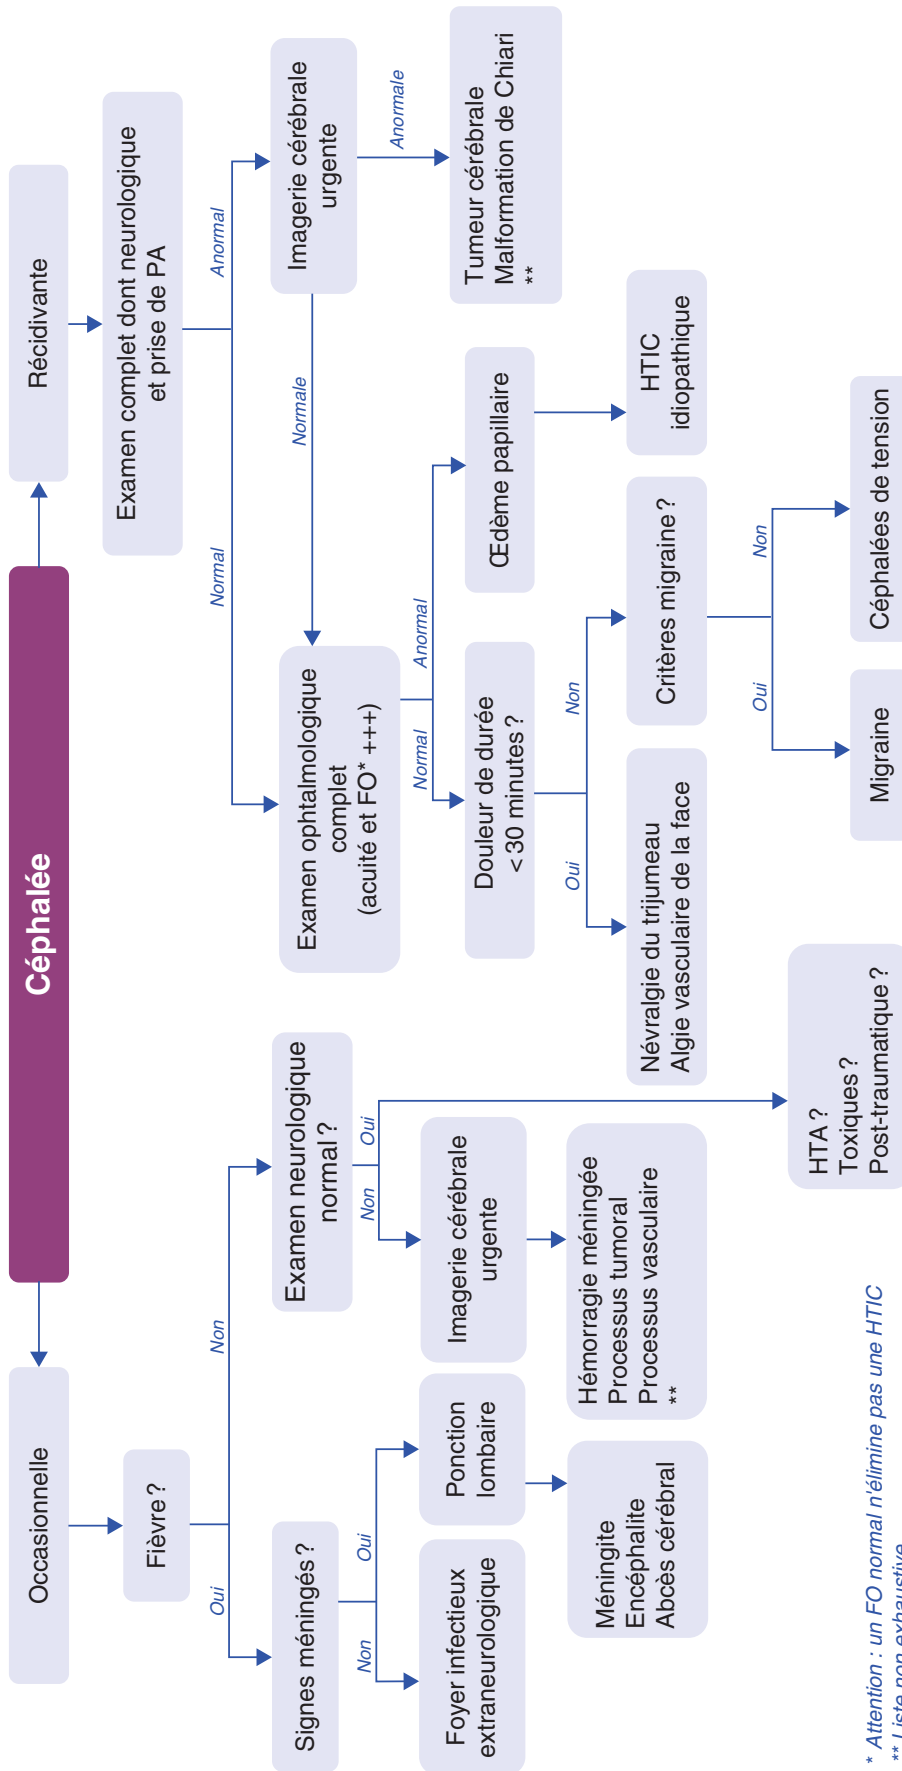 Céphalée
Occasionnelle
Récidivante
Fièvre ?
Examen complet dont neurologique
et prise de PA
Oui
Non
Normal
Anormal
Signes méningés ?
Examen neurologique
normal ?
Examen ophtalmologique
complet
(acuité et FO* +++)
Normale
Imagerie cérébrale
urgente
Non
Oui
Non
Oui
Normal
Anormal
Anormale
Foyer infectieux
extraneurologique
Ponction
lombaire
Imagerie cérébrale
urgente
Douleur de durée
< 30 minutes ?
Œdème papillaire
Tumeur cérébrale
Malformation de Chiari
**
Oui
Non
Méningite
Encéphalite
Abcès cérébral
Hémorragie méningée
Processus tumoral
Processus vasculaire
**
Névralgie du trijumeau
Algie vasculaire de la face
Critères migraine ?
HTIC
idiopathique
Oui
Non
HTA ?
Toxiques ?
Post-traumatique ?
Migraine
Céphalées de tension
* Attention : un FO normal n'élimine pas une HTIC
** Liste non exhaustive